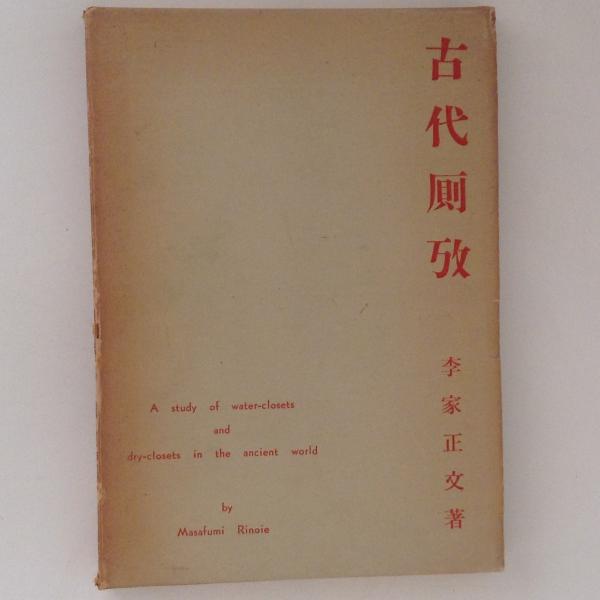 古代厠攷
李家正文著
A study of water-closets
and
dry-closets in the ancient world
by
Masafumi Rinoie